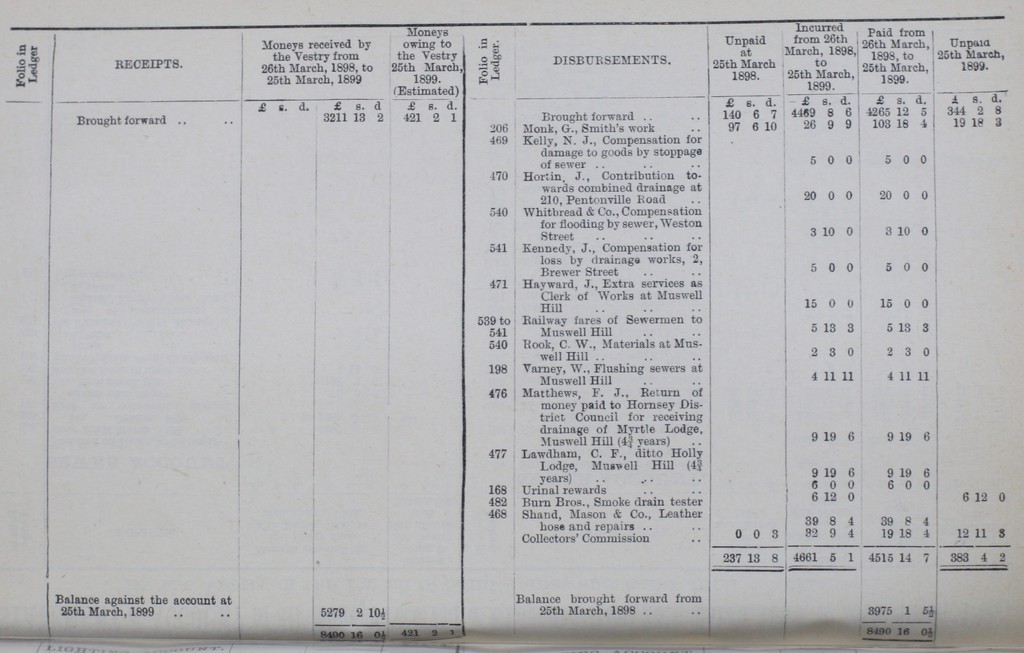 Folio in Ledger
RECEIPTS.
Moneys received by the Vestry from 26th March, 1898, to 25th March, 1899
Moneys owing to the Vestry 25th March, 1899. (Estimated)
£ s. d. £ s. d £ s. d.
Brought forward .. .. 3211 13 2 421 2 1
Balance against the account at
25th March, 1899 .. .. 5279 2 10½
8490 16 0½ 421 2 1
Folio in Ledger.
DISBURSEMENTS.
Unpaid at 25th March 1898.
Incurred from 26th March, 1898, to 25th March, 1899.
Paid from 26th March, 1898, to 25th March, 1899.
Unpaid 25th March, 1899.
£ s. d. £ s. d. £ s. d. £ s. d.
Brought forward .. .. 140 6 7 4469 8 6 4265 12 5 344 2 8
206 Monk, G., Smith's work .. 97 6 10 26 9 9 103 18 4 19 18 3
469 Kelly, N. J., Compensation for
damage to goods by stoppage
of sewer .. .. .. 5 0 0 5 0 0
470 Hortin, J., Contribution to-
wards combined drainage at
210, Pentonville Road .. 20 0 0 20 0 0
540 Whitbread & Co., Compensation
for flooding by sewer, Weston
Street .. .. .. 3 10 0 3 10 0
541 Kennedy, J., Compensation for
loss by drainage works, 2,
Brewer Street .. .. 5 0 0 5 0 0
471 Hayward, J., Extra services as
Clerk of Works at Muswell
Hill .. .. .. 15 0 0 15 0 0
539 to Railway fares of Sewermen to
541 Muswell Hill .. .. 5 13 3 5 13 3
540 Rook, C. W., Materials at Mus-
well Hill .. .. .. 2 3 0 2 3 0
198 Varney, W., Flushing sewers at
Muswell Hill .. .. 4 11 11 4 11 11
476 Matthews, F. J., Return of
money paid to Hornsey Dis-
trict Council for receiving
drainage of Myrtle Lodge,
Muswell Hill (4¾ years) .. 9 19 6 9 19 6
477 Lawdham, C. F., ditto Holly
Lodge, Muswell Hill (4¾
years) .. .. .. 9 19 6 9 19 6
168 Urinal rewards .. .. 6 0 0 6 0 0
482 Burn Bros., Smoke drain tester 6 12 0 6 12 0
468 Shand, Mason & Co., Leather
hose and repairs .. .. 39 8 4 39 8 4
Collectors' Commission .. 0 0 3 32 9 4 19 18 4 12 11 3
237 13 8 4661 5 1 4515 14 7 383 4 2
Balance brought forward from
25th March, 1898 .. .. 3975 1 5½
8490 16 0½